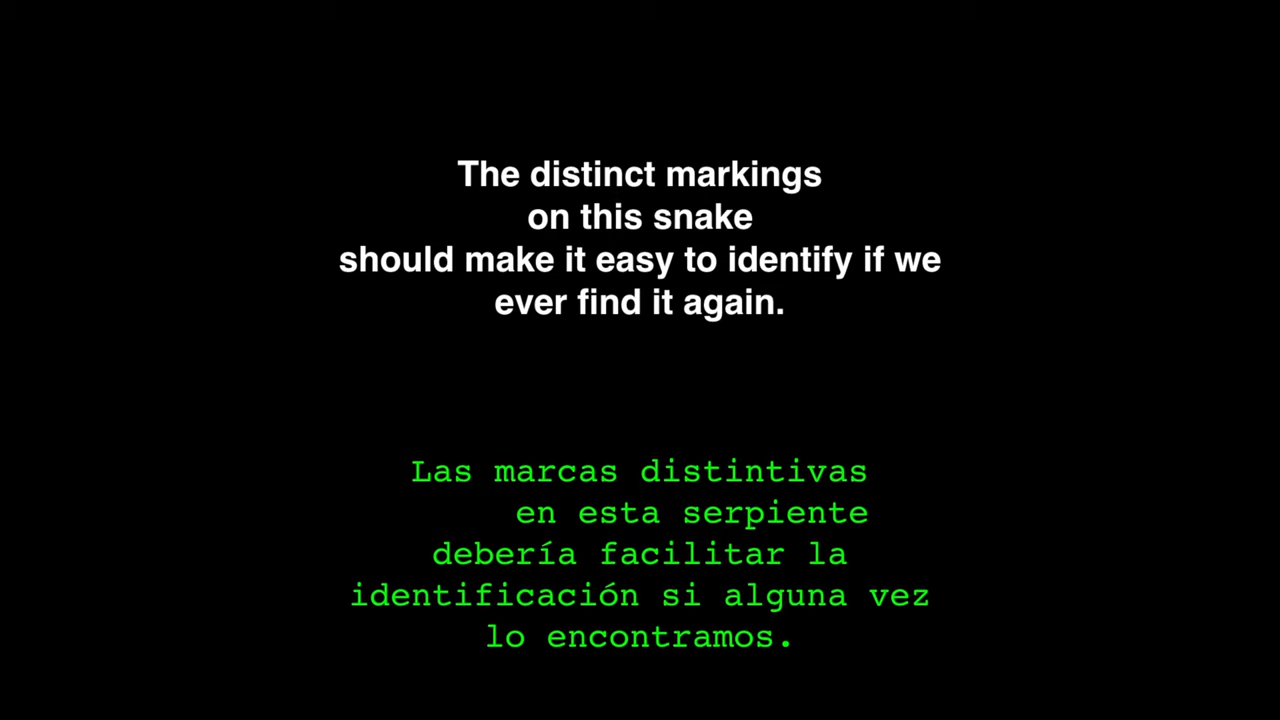 The distinct markings
on this snake
should make it easy to identify if we
ever find it again.
Las marcas distintivas
en esta serpiente
debería facilitar la
identificación si alguna vez
lo encontramos.